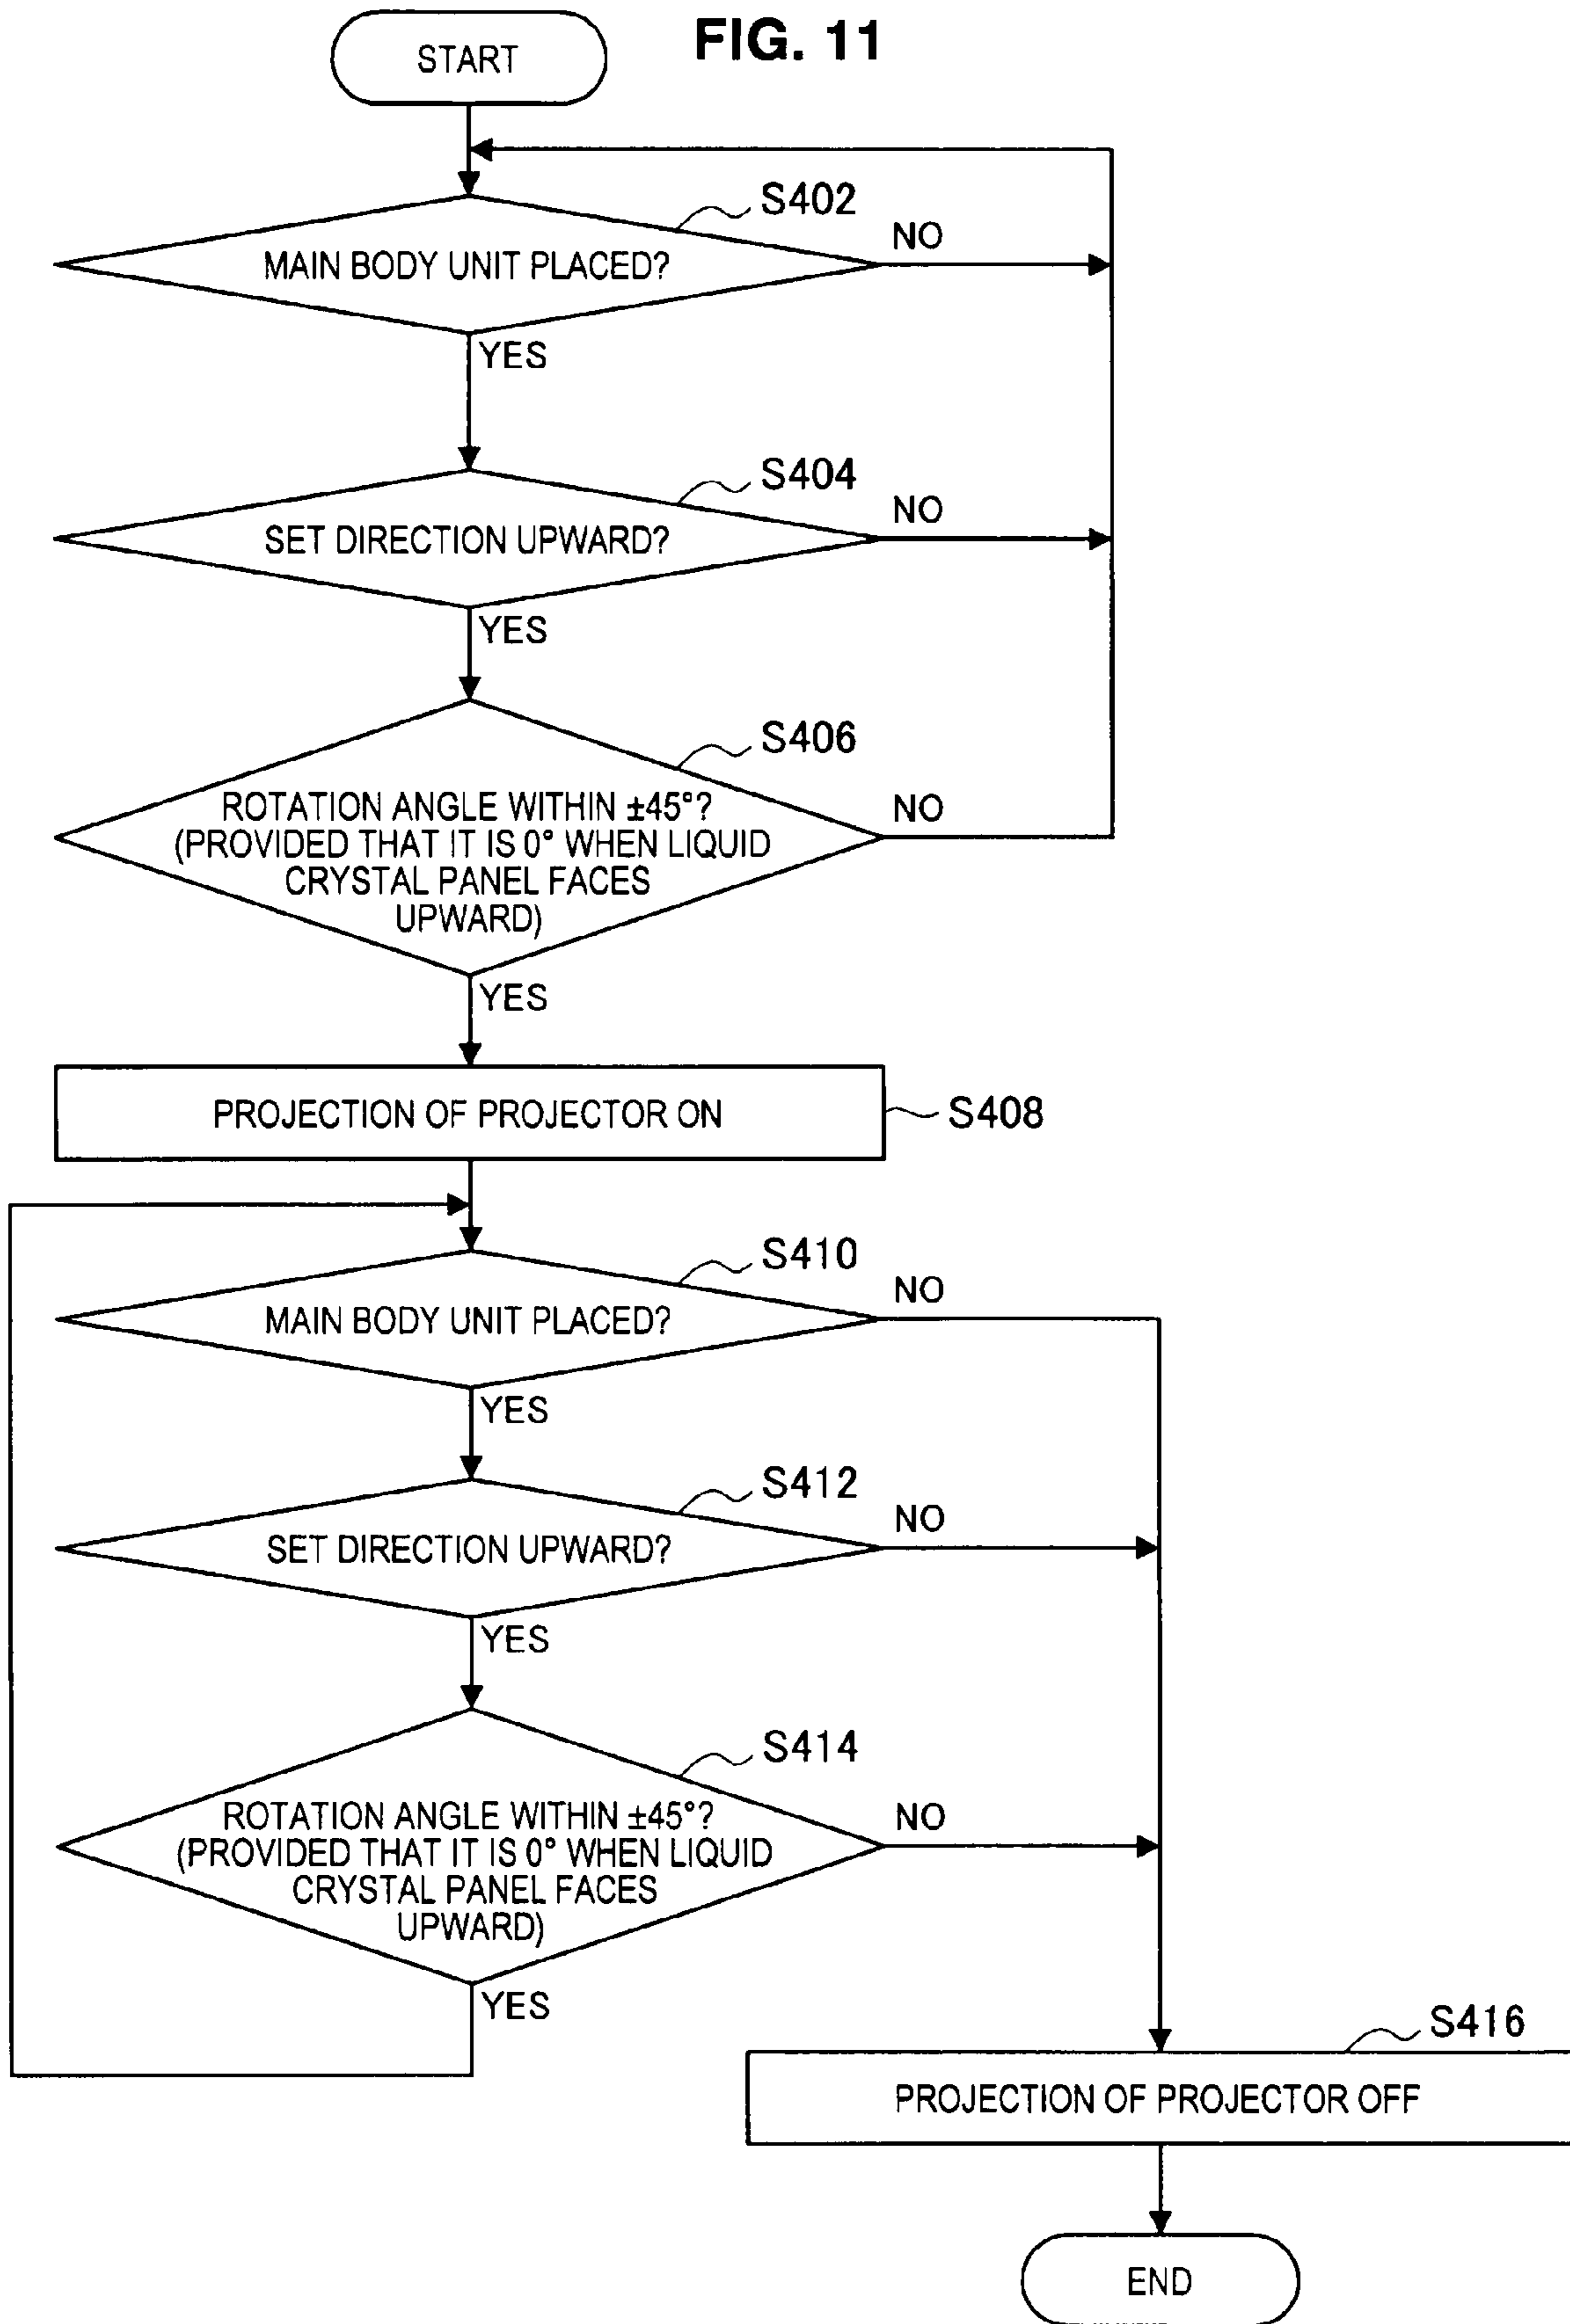 FIG. 11
START
S402
MAIN BODY UNIT PLACED?
NO
YES
S404
SET DIRECTION UPWARD?
NO
YES
S406
ROTATION ANGLE WITHIN ±45°?
(PROVIDED THAT IT IS 0° WHEN LIQUID
CRYSTAL PANEL FACES
UPWARD)
NO
YES
PROJECTION OF PROJECTOR ON
S408
S410
MAIN BODY UNIT PLACED?
NO
YES
S412
SET DIRECTION UPWARD?
NO
YES
S414
ROTATION ANGLE WITHIN ±45°?
(PROVIDED THAT IT IS 0° WHEN LIQUID
CRYSTAL PANEL FACES
UPWARD)
NO
YES
S416
PROJECTION OF PROJECTOR OFF
END